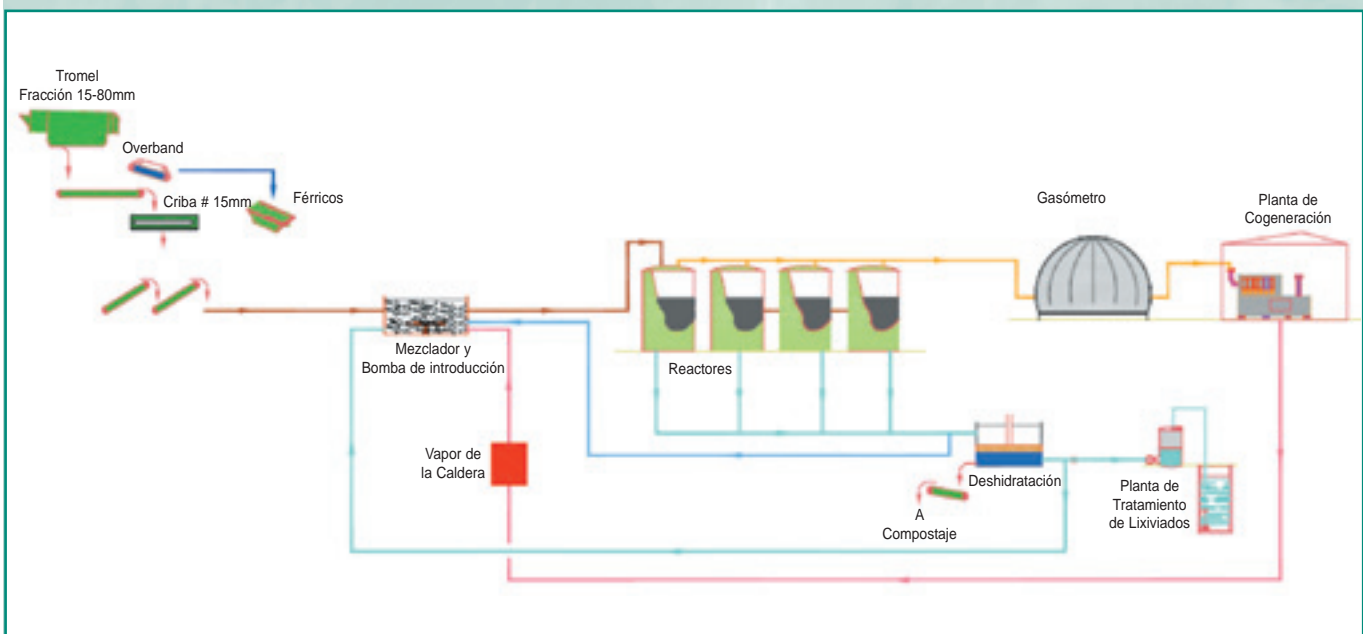 Tromel
Fracción 15-80mm
Overband
Criba # 15mm
Férricos
Gasómetro
Planta de
Cogeneración
Mezclador y
Bomba de introducción
Reactores
Vapor de
la Caldera
Deshidratación
A
Compostaje
Planta de
Tratamiento
de Lixiviados